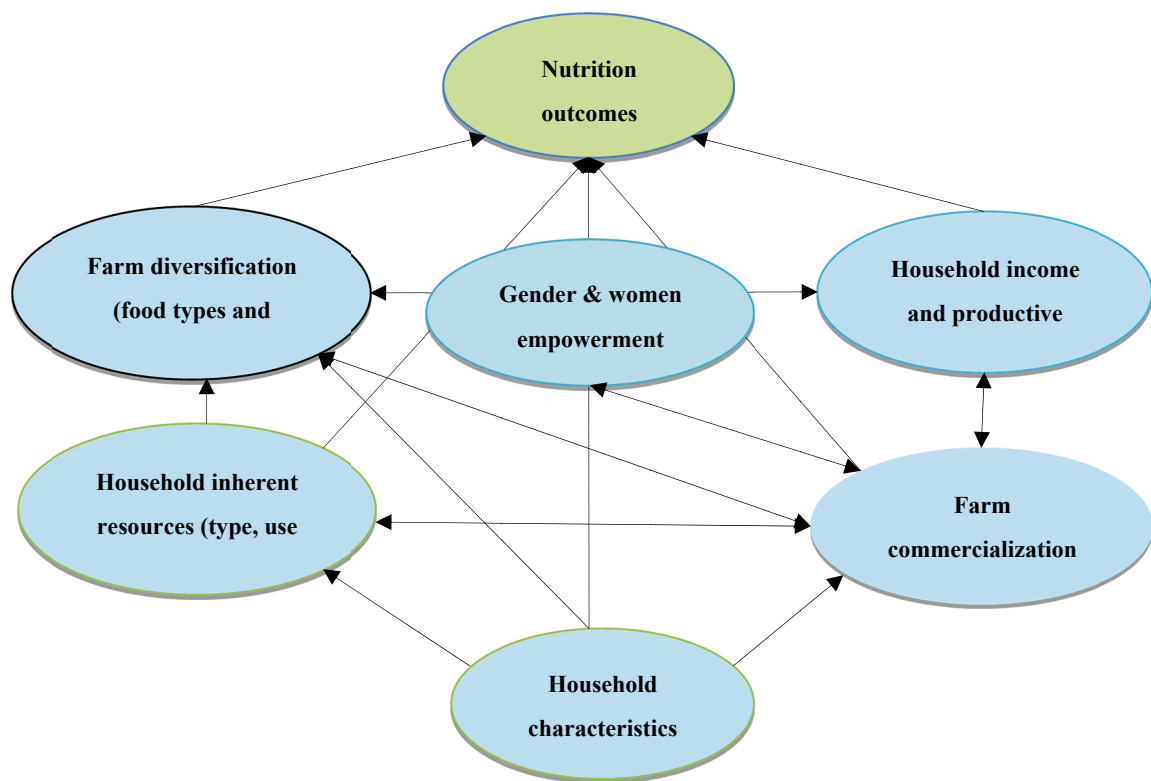 Nutrition
outcomes
Farm diversification
(food types and
Gender & women
empowerment
Household income
and productive
Household inherent
resources (type, use
Farm
commercialization
Household
characteristics